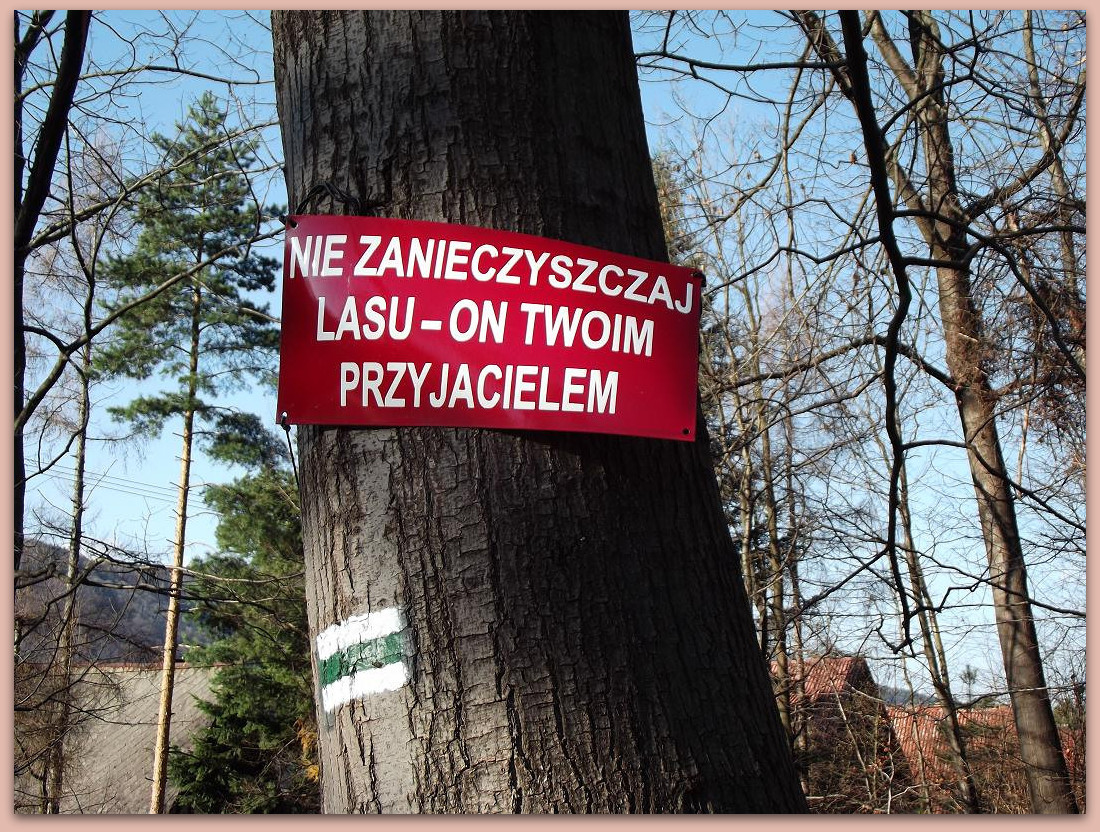 NIE ZANIECZYSZCZAJ
LASU – ON TWOIM
PRZYJACIELEM